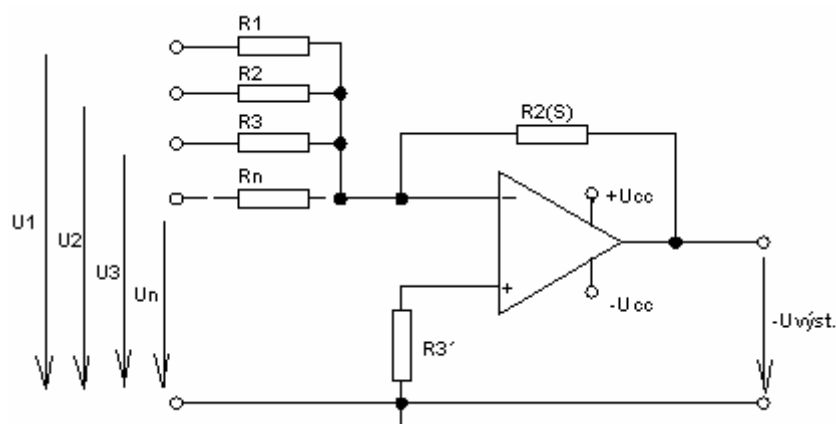 R1
R2
R3
Rn
R2(S)
+Ucc
-Ucc
U1
U2
U3
Un
R3´
-Uvýst.
−
+